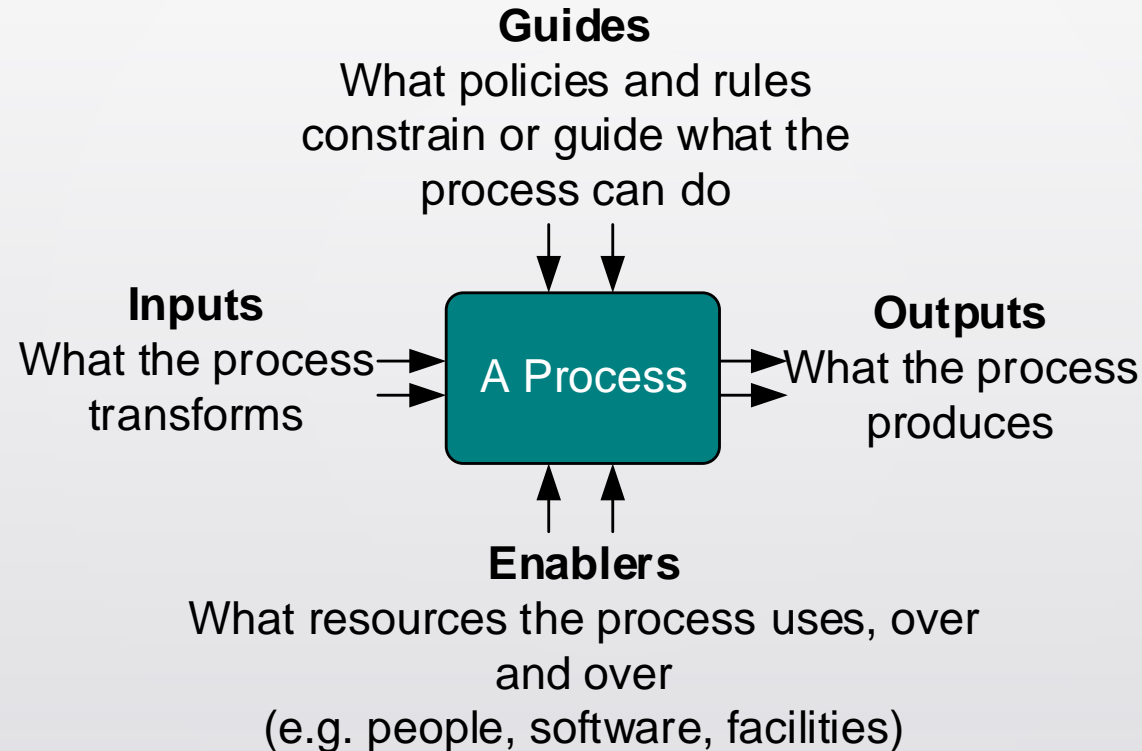 Guides
What policies and rules
constrain or guide what the
process can do
Inputs
What the process
transforms
A Process
Outputs
What the process
produces
Enablers
What resources the process uses, over
and over
(e.g. people, software, facilities)